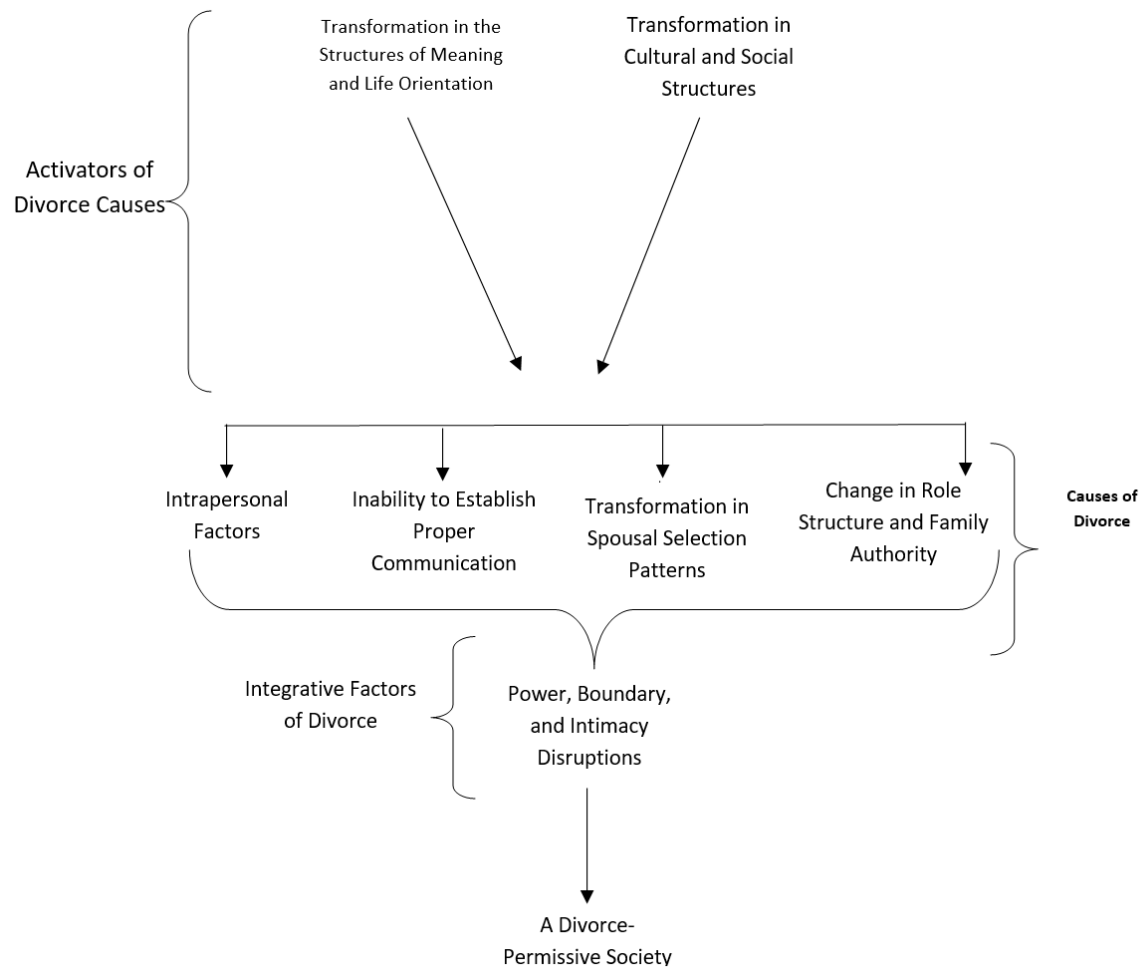 Transformation in the
Structures of Meaning
and Life Orientation
Transformation in
Cultural and Social
Structures
Activators of
Divorce Causes
Intrapersonal
Factors
Inability to Establish
Proper
Communication
Transformation in
Spousal Selection
Patterns
Change in Role
Structure and Family
Authority
Causes of
Divorce
Integrative Factors
of Divorce
Power, Boundary,
and Intimacy
Disruptions
A Divorce-
Permissive Society